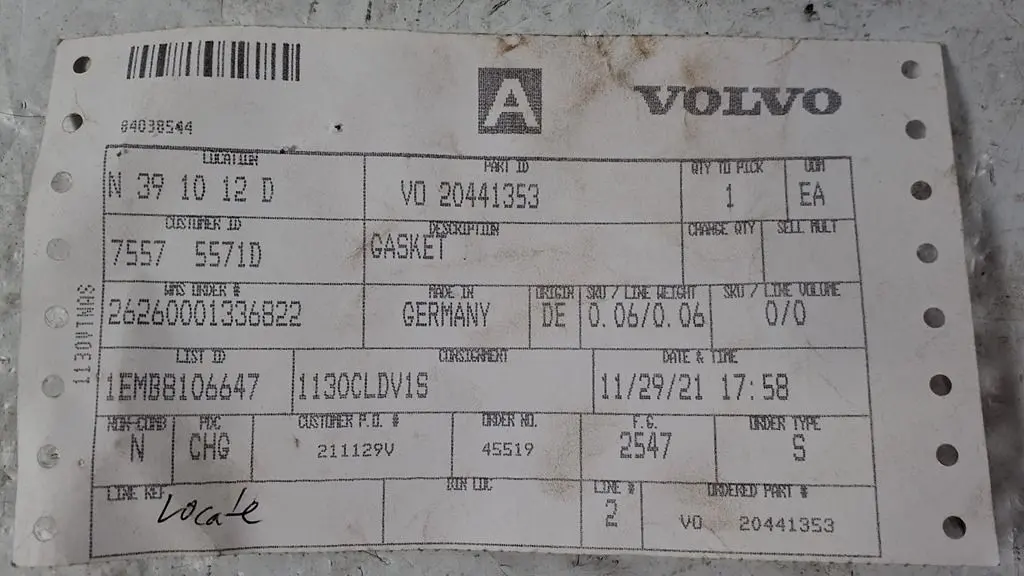 A VOLVO
84038544
LOCATION PART ID QTY TO PICK UOM
N 39 10 12 D VO 20441353 1 EA
CUSTOMER ID DESCRIPTION CHANGE QTY SELL MULT
7557 5571D GASKET
WMS ORDER # MADE IN ORIGIN SKU / LINE WEIGHT SKU / LINE VOLUME
26260001336822 GERMANY DE 0.06/0.06 0/0
1130VTWAS
LIST ID CONSIGNMENT DATE & TIME
1EMB8106647 1130CLDV1S 11/29/21 17:58
NON-COMB PDC CUSTOMER P.O. # ORDER NO. F.G. ORDER TYPE
N CHG 211129V 45519 2547 S
LINE REF BIN LOC LINE # ORDERED PART #
Locate 2 VO 20441353